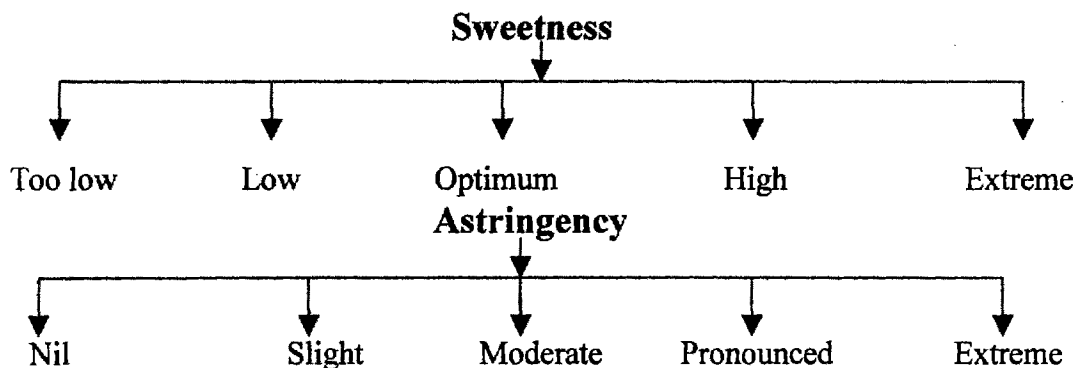 Sweetness
Too low Low Optimum High Extreme
Astringency
Nil Slight Moderate Pronounced Extreme